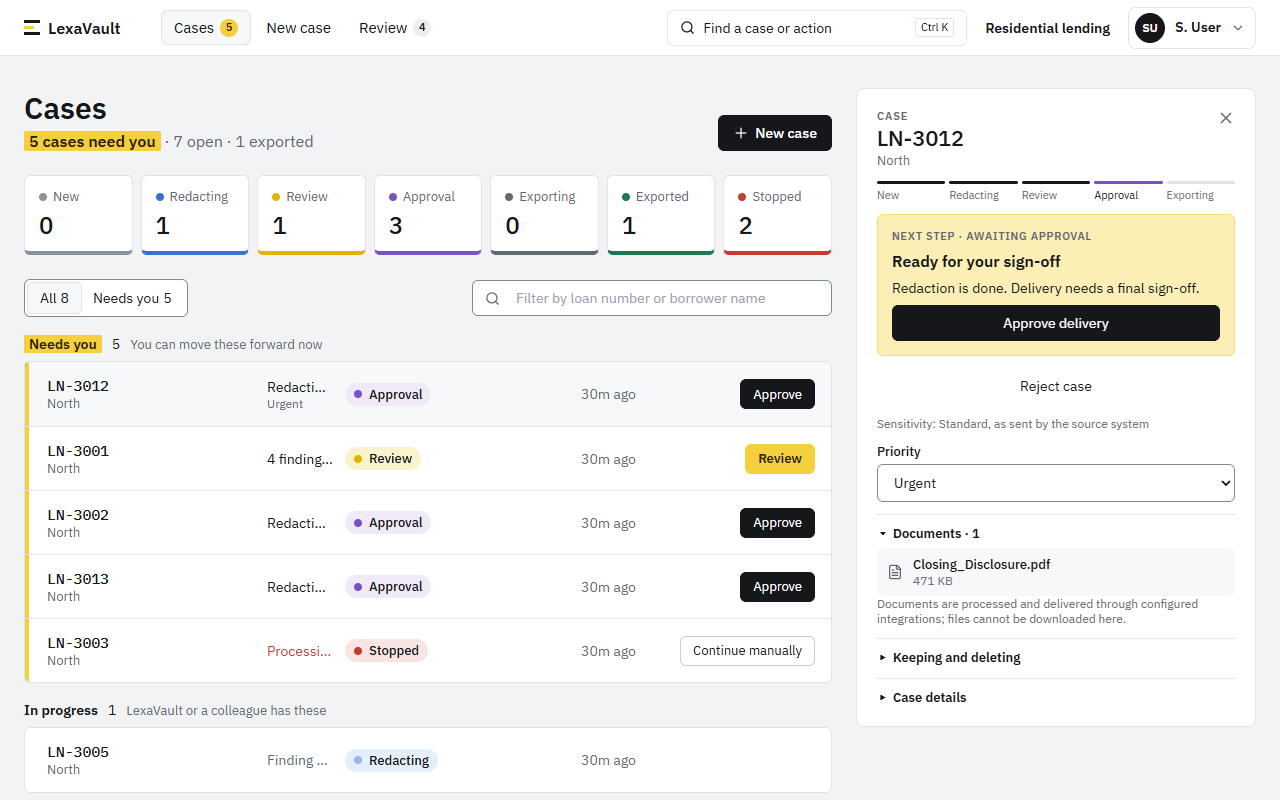 LexaVault
Cases 5
New case
Review 4
Find a case or action
Ctrl K
Residential lending
SU
S. User
Cases
5 cases need you · 7 open · 1 exported
New case
New
0
Redacting
1
Review
1
Approval
3
Exporting
0
Exported
1
Stopped
2
All 8
Needs you 5
Filter by loan number or borrower name
Needs you 5 You can move these forward now
LN-3012
North
Redacti...
Urgent
Approval
30m ago
Approve
LN-3001
North
4 finding...
Review
30m ago
Review
LN-3002
North
Redacti...
Approval
30m ago
Approve
LN-3013
North
Redacti...
Approval
30m ago
Approve
LN-3003
North
Processi...
Stopped
30m ago
Continue manually
In progress 1 LexaVault or a colleague has these
LN-3005
North
Finding ...
Redacting
30m ago
CASE
LN-3012
North
New
Redacting
Review
Approval
Exporting
NEXT STEP · AWAITING APPROVAL
Ready for your sign-off
Redaction is done. Delivery needs a final sign-off.
Approve delivery
Reject case
Sensitivity: Standard, as sent by the source system
Priority
Urgent
Documents · 1
Closing_Disclosure.pdf
471 KB
Documents are processed and delivered through configured
integrations; files cannot be downloaded here.
Keeping and deleting
Case details